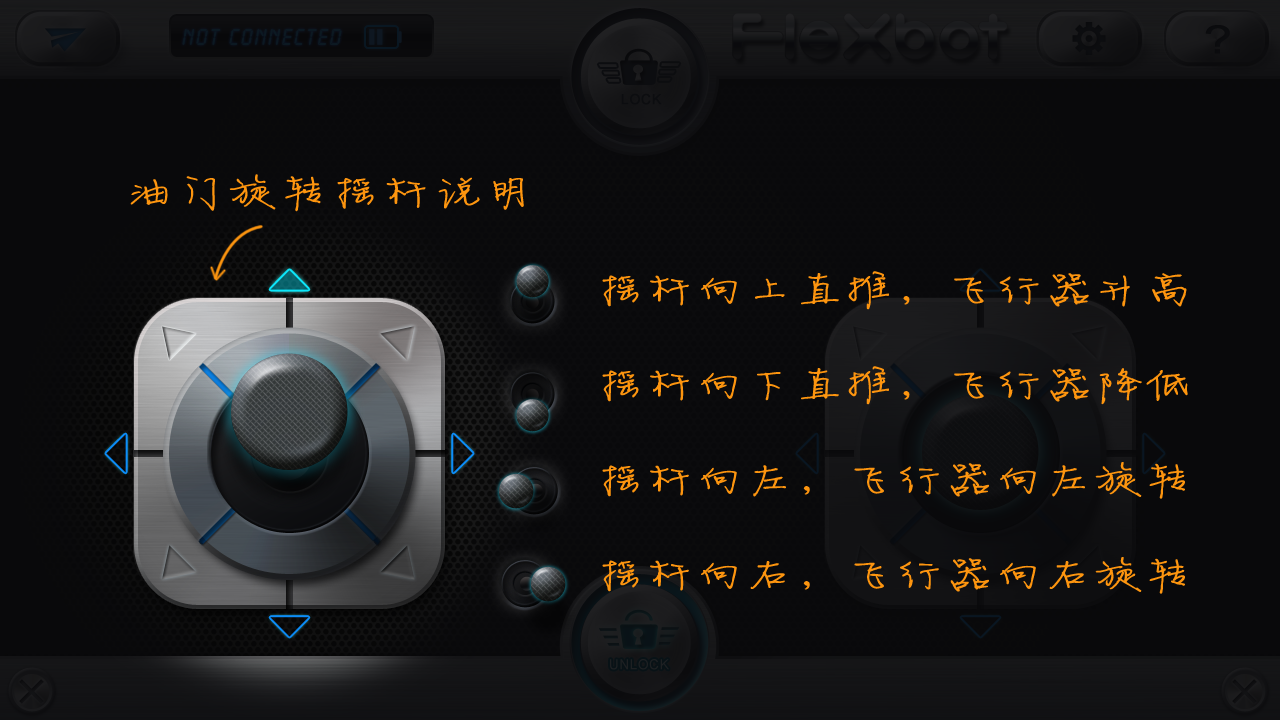 NOT CONNECTED
FleXbot
?
LOCK
油门旋转摇杆说明
摇杆向上直推，飞行器升高
摇杆向下直推，飞行器降低
摇杆向左，飞行器向左旋转
摇杆向右，飞行器向右旋转
UNLOCK